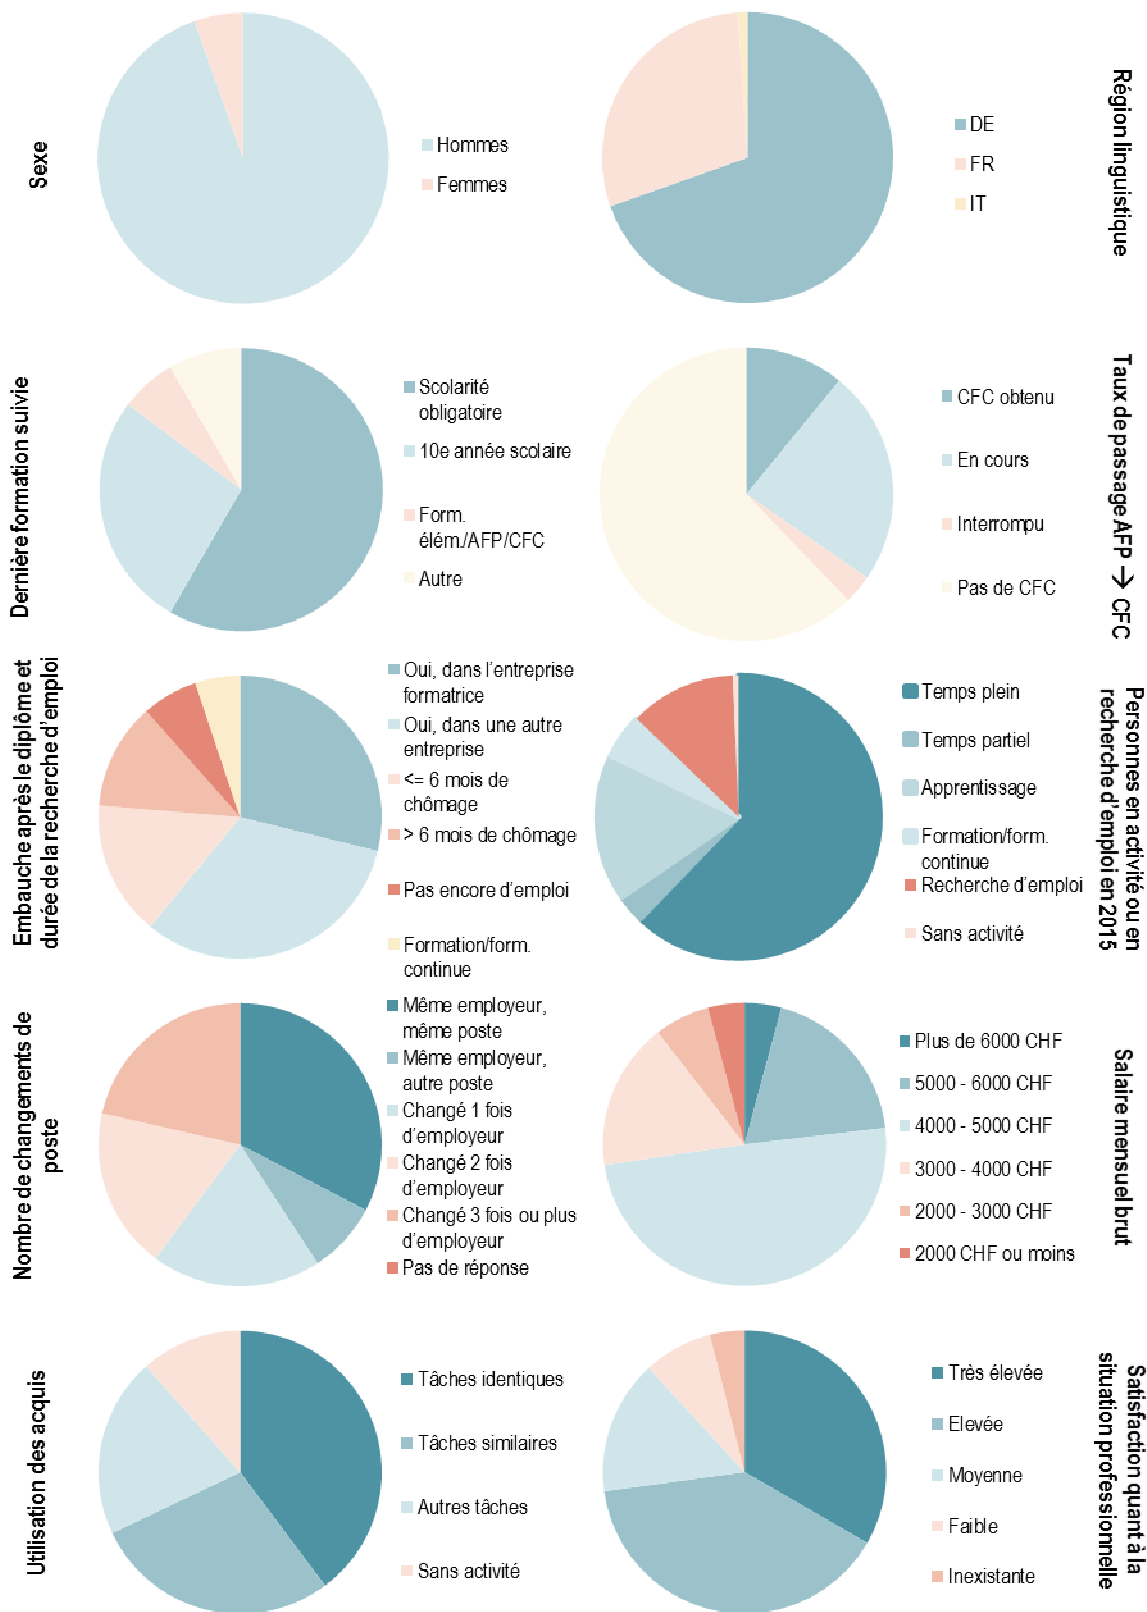 Sexe
Hommes
Femmes
DE
FR
IT
Région linguistique
Dernière formation suivie
Scolarité
obligatoire
10e année scolaire
Form.
élém./AFP/CFC
Autre
CFC obtenu
En cours
Interrompu
Pas de CFC
Taux de passage AFP → CFC
Embauche après le diplôme et
durée de la recherche d'emploi
Oui, dans l'entreprise
formatrice
Oui, dans une autre
entreprise
<= 6 mois de
chômage
> 6 mois de chômage
Pas encore d'emploi
Formation/form.
continue
Temps plein
Temps partiel
Apprentissage
Formation/form.
continue
Recherche d'emploi
Sans activité
Personnes en activité ou en
recherche d'emploi en 2015
Nombre de changements de
poste
Même employeur,
même poste
Même employeur,
autre poste
Changé 1 fois
d'employeur
Changé 2 fois
d'employeur
Changé 3 fois ou plus
d'employeur
Pas de réponse
Plus de 6000 CHF
5000 - 6000 CHF
4000 - 5000 CHF
3000 - 4000 CHF
2000 - 3000 CHF
2000 CHF ou moins
Salaire mensuel brut
Utilisation des acquis
Tâches identiques
Tâches similaires
Autres tâches
Sans activité
Très élevée
Elevée
Moyenne
Faible
Inexistante
Satisfaction quant à la
situation professionnelle